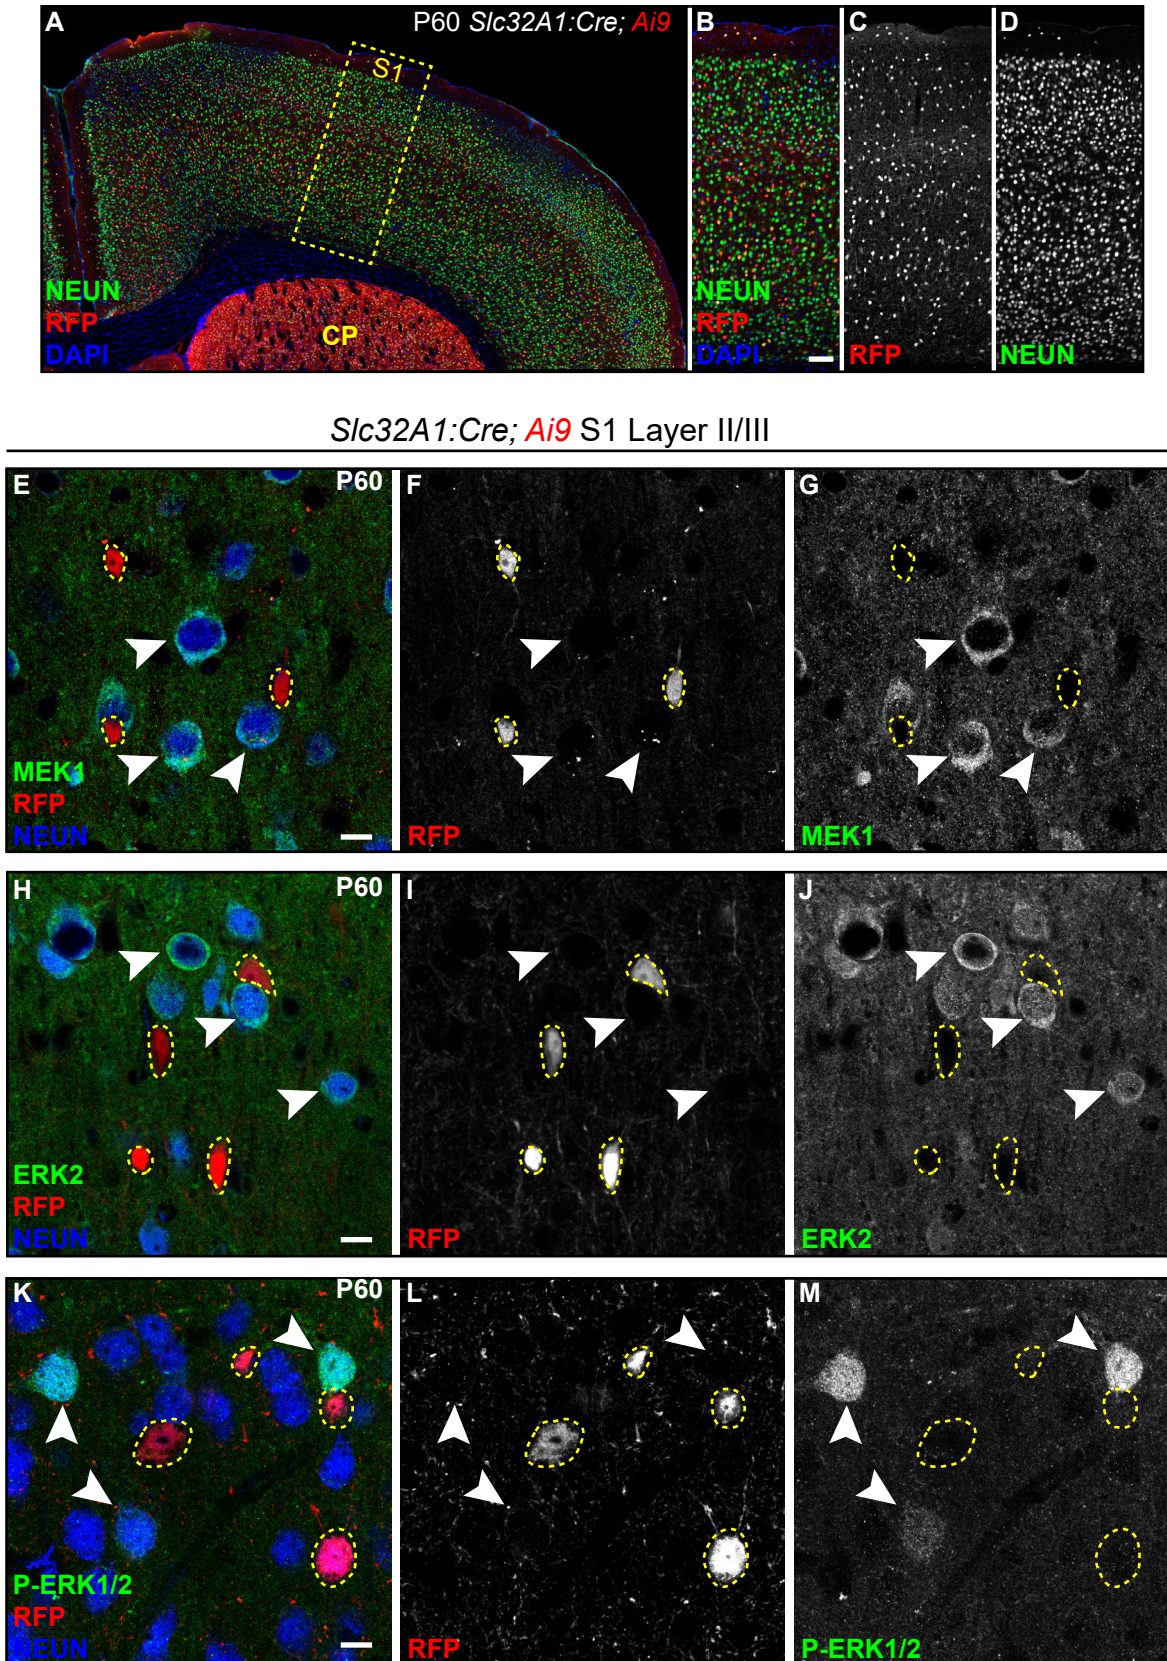 A
P60 Slc32A1:Cre; Ai9
S1
NEUN
RFP
DAPI
CP
B
NEUN
RFP
DAPI
C
RFP
D
NEUN
Slc32A1:Cre; Ai9 S1 Layer II/III
E
P60
MEK1
RFP
NEUN
F
RFP
G
MEK1
H
P60
ERK2
RFP
NEUN
I
RFP
J
ERK2
K
P60
P-ERK1/2
RFP
NEUN
L
RFP
M
P-ERK1/2